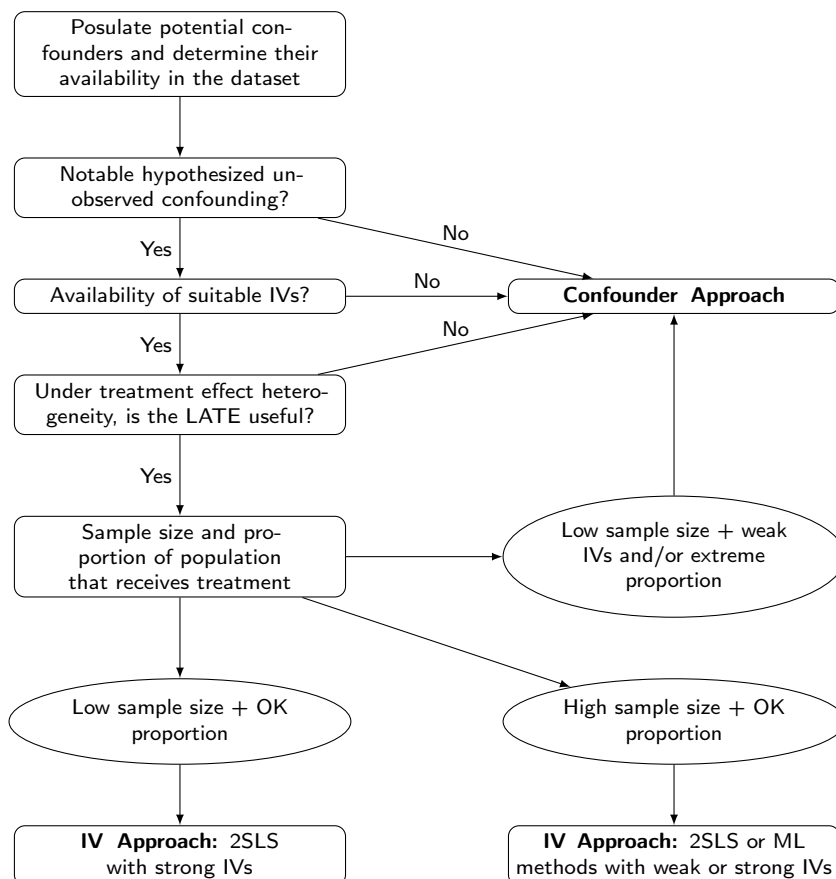 Posulate potential con-
founders and determine their
availability in the dataset
Notable hypothesized un-
observed confounding?
No
Yes
Availability of suitable IVs?
No
Confounder Approach
Yes
No
Under treatment effect hetero-
geneity, is the LATE useful?
Yes
Sample size and pro-
portion of population
that receives treatment
Low sample size + weak
IVs and/or extreme
proportion
Low sample size + OK
proportion
High sample size + OK
proportion
IV Approach: 2SLS
with strong IVs
IV Approach: 2SLS or ML
methods with weak or strong IVs